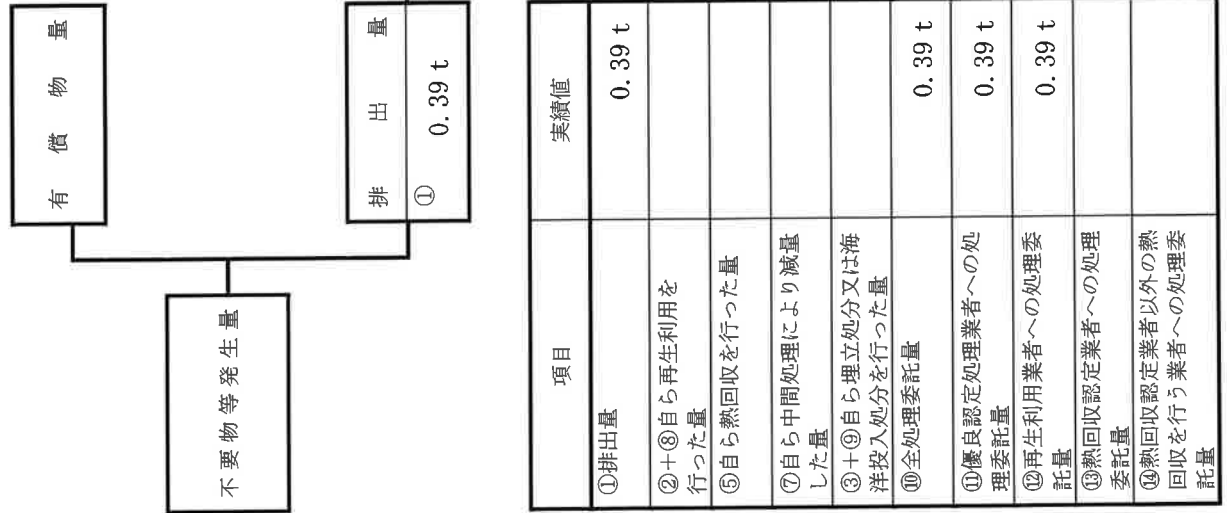 有償物量
不要物等発生量
排出量
① 0.39 t
項目 実績値
①排出量 0.39 t
②+⑧自ら再生利用を
行った量
⑤自ら熱回収を行った量
⑦自ら中間処理により減量
した量
③+⑨自ら埋立処分又は海
洋投入処分を行った量
⑩全処理委託量 0.39 t
⑪優良認定処理業者への処
理委託量 0.39 t
⑫再生利用業者への処理委
託量 0.39 t
⑬熱回収認定業者への処理
委託量
⑭熱回収認定業者以外の熱
回収を行う業者への処理委
託量